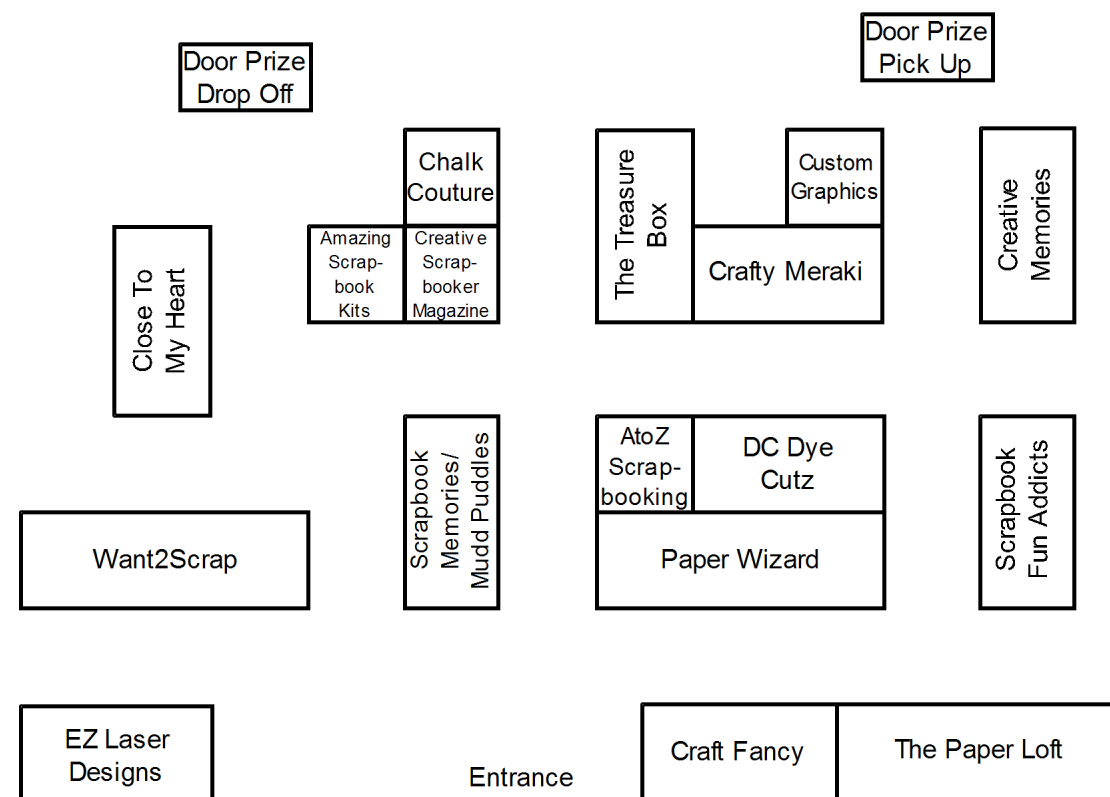 Door Prize
Drop Off
Door Prize
Pick Up
Chalk
Couture
The Treasure
Box
Custom
Graphics
Creative
Memories
Close To
My Heart
Amazing
Scrap-
book
Kits
Creative
Scrap-
booker
Magazine
Crafty Meraki
Scrapbook
Memories/
Mudd Puddles
AtoZ
Scrap-
booking
DC Dye
Cutz
Scrapbook
Fun Addicts
Want2Scrap
Paper Wizard
EZ Laser
Designs
Entrance
Craft Fancy
The Paper Loft